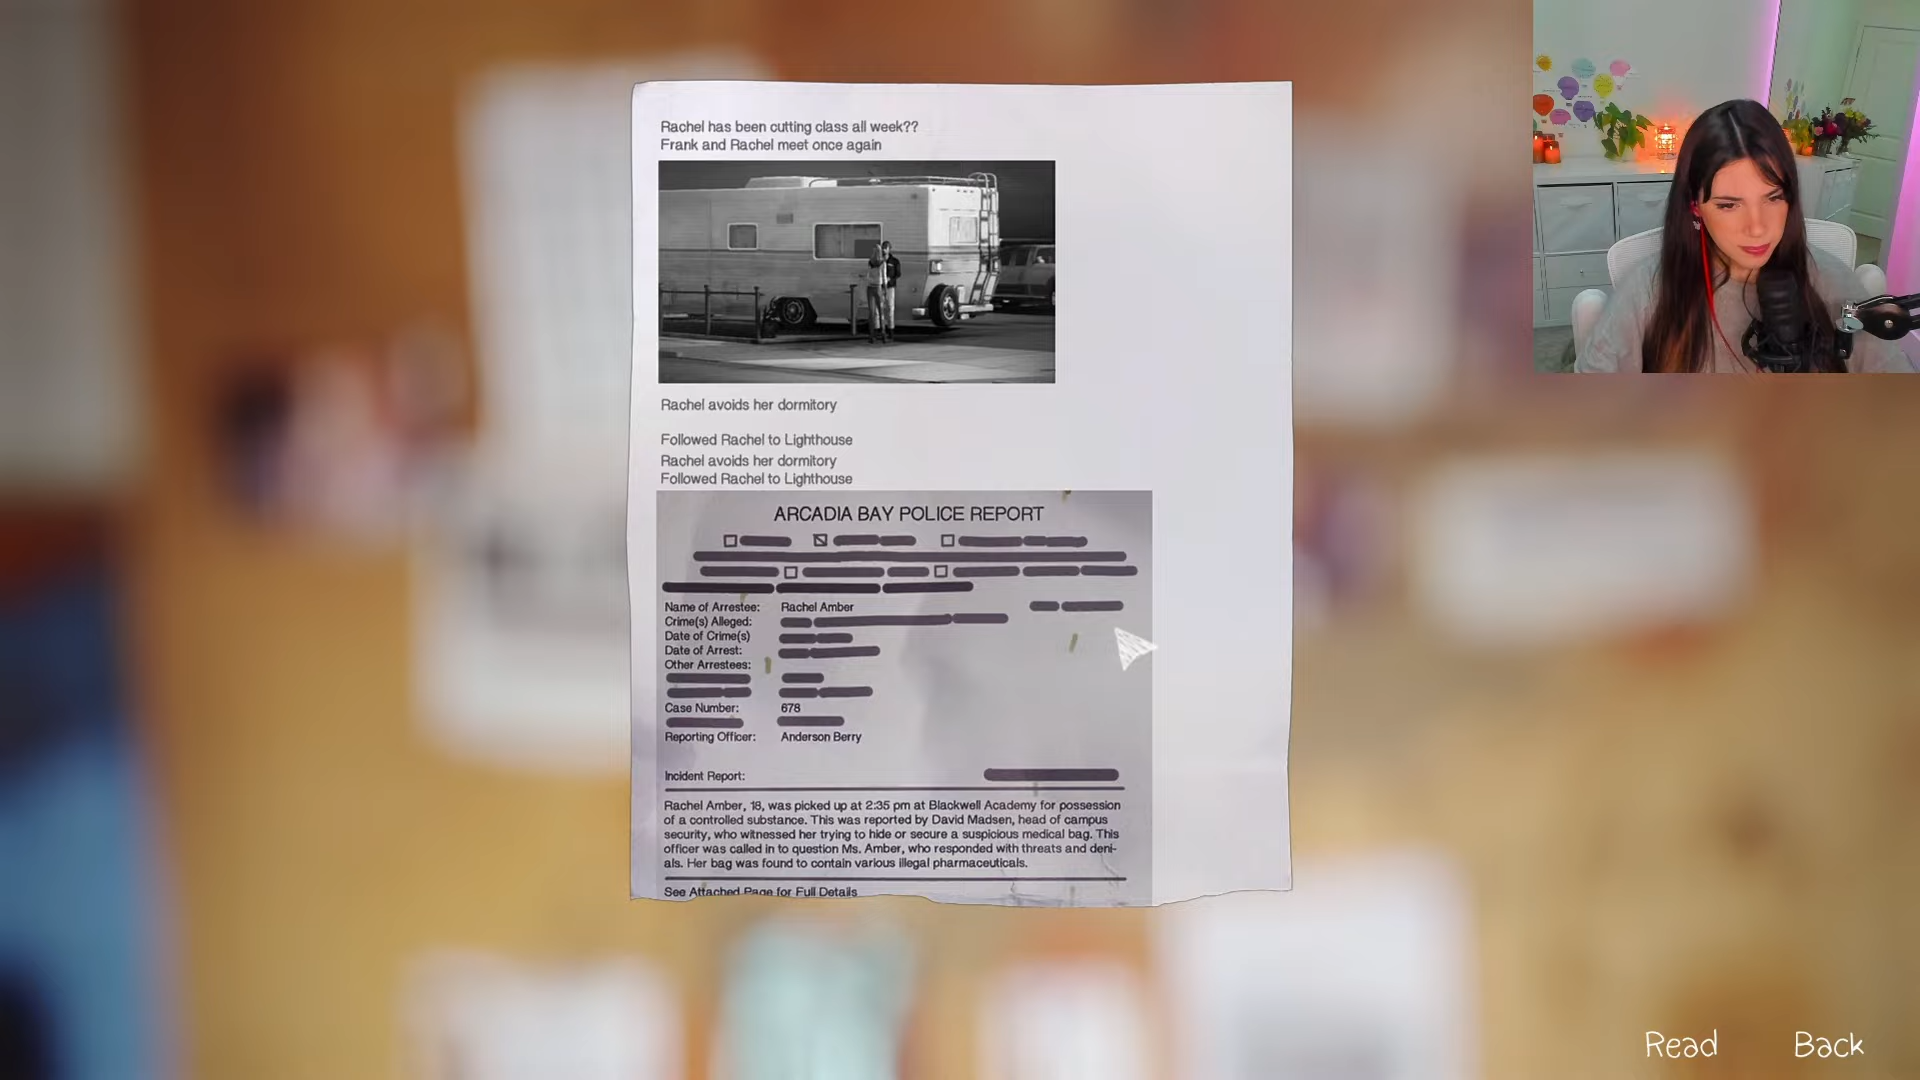 Rachel has been cutting class all week??
Frank and Rachel meet once again
Rachel avoids her dormitory
Followed Rachel to Lighthouse
Rachel avoids her dormitory
Followed Rachel to Lighthouse
ARCADIA BAY POLICE REPORT
Name of Arrestee: Rachel Amber
Crime(s) Alleged:
Date of Crime(s)
Date of Arrest:
Other Arrestees:
Case Number: 678
Reporting Officer: Anderson Berry
Incident Report:
Rachel Amber, 18, was picked up at 2:35 pm at Blackwell Academy for possession
of a controlled substance. This was reported by David Madsen, head of campus
security, who witnessed her trying to hide or secure a suspicious medical bag. This
officer was called in to question Ms. Amber, who responded with threats and deni-
als. Her bag was found to contain various illegal pharmaceuticals.
See Attached Page for Full Details
Read Back